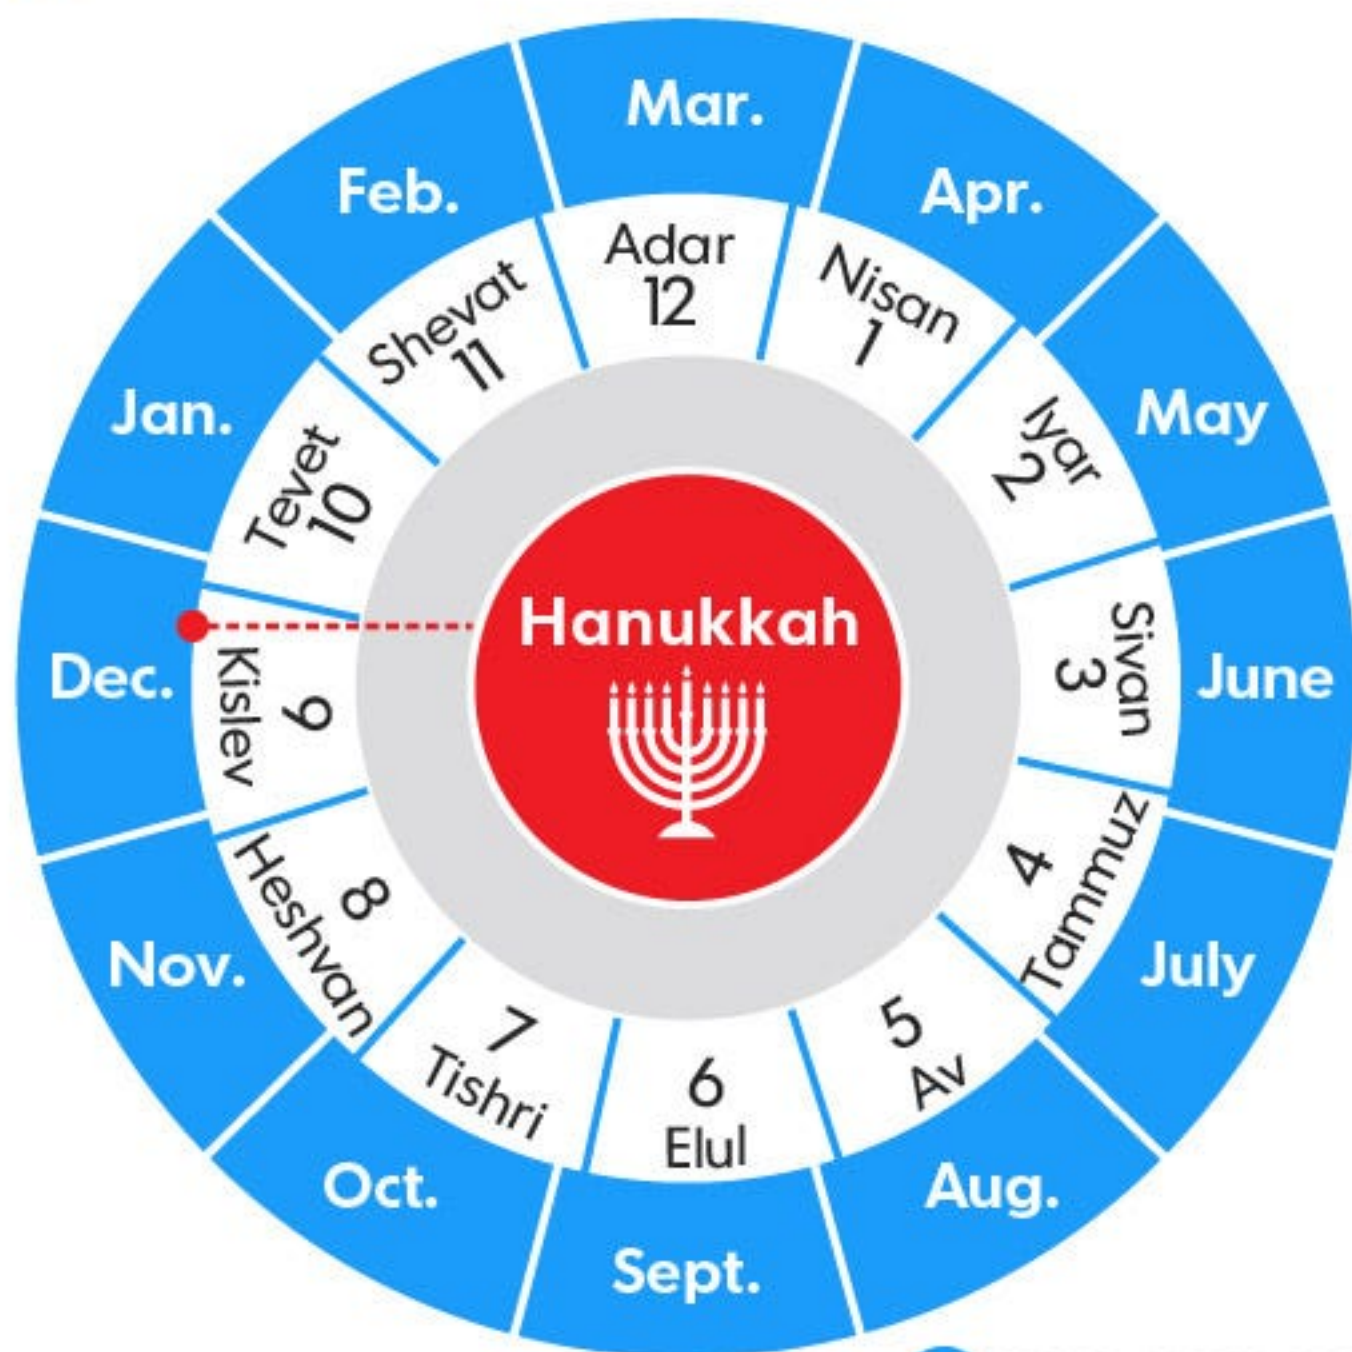 Mar.
Apr.
May
June
July
Aug.
Sept.
Oct.
Nov.
Dec.
Jan.
Feb.
Adar
12
Nisan
1
Iyar
2
Sivan
3
Tammuz
4
5
Av
6
Elul
7
Tishri
8
Heshvan
9
Kislev
Tevet
10
Shevat
11
Hanukkah